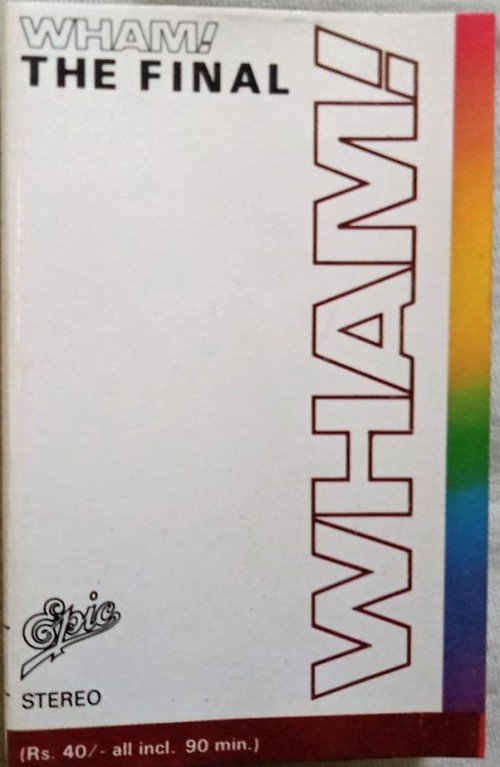 WHAM!
THE FINAL
WHAM!
Epic
STEREO
(Rs. 40/- all incl. 90 min.)